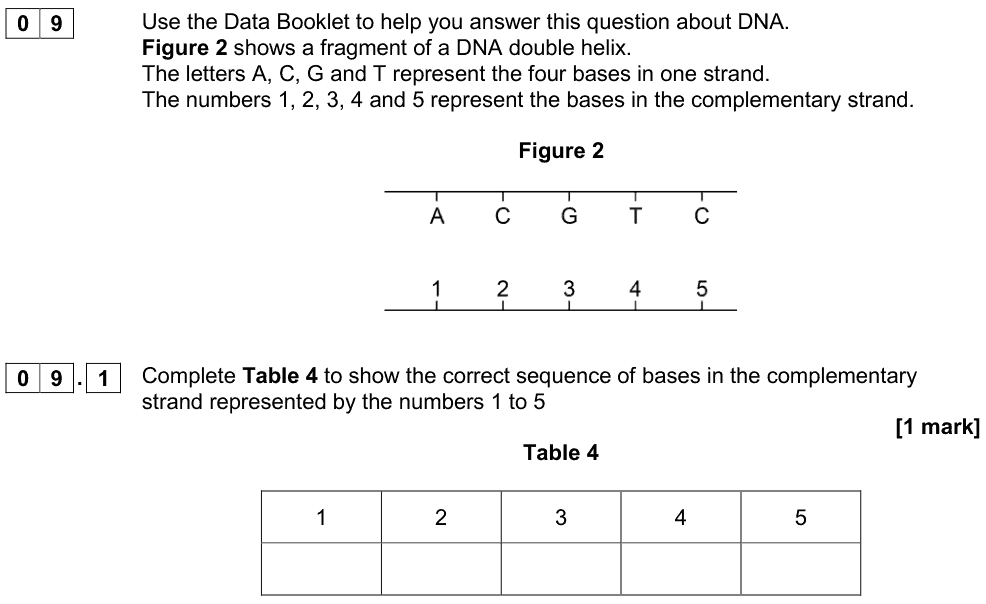 0 9 Use the Data Booklet to help you answer this question about DNA.
Figure 2 shows a fragment of a DNA double helix.
The letters A, C, G and T represent the four bases in one strand.
The numbers 1, 2, 3, 4 and 5 represent the bases in the complementary strand.
Figure 2
A C G T C
1 2 3 4 5
0 9 . 1 Complete Table 4 to show the correct sequence of bases in the complementary
strand represented by the numbers 1 to 5
[1 mark]
Table 4
1 2 3 4 5